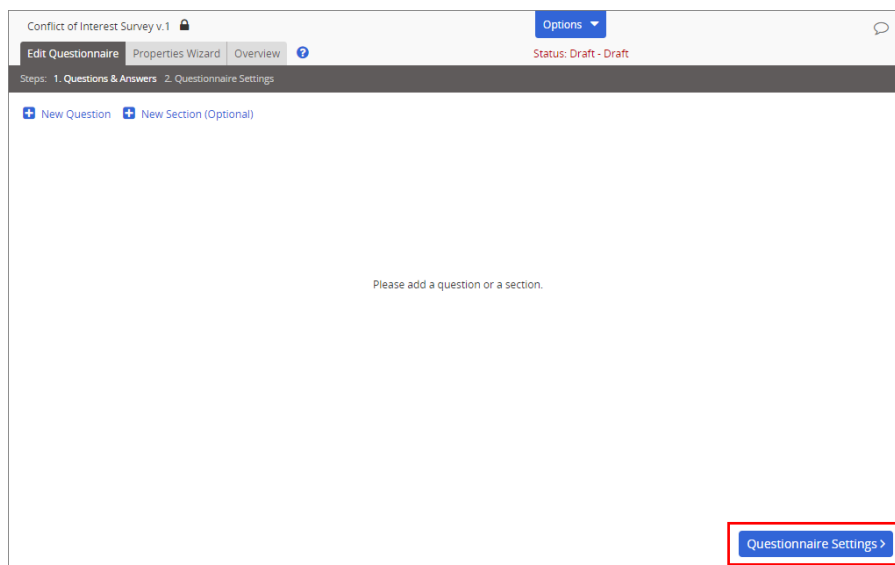 Conflict of Interest Survey v.1
Options
Edit Questionnaire Properties Wizard Overview ?
Status: Draft - Draft
Steps: 1. Questions & Answers 2. Questionnaire Settings
New Question New Section (Optional)
Please add a question or a section.
Questionnaire Settings >